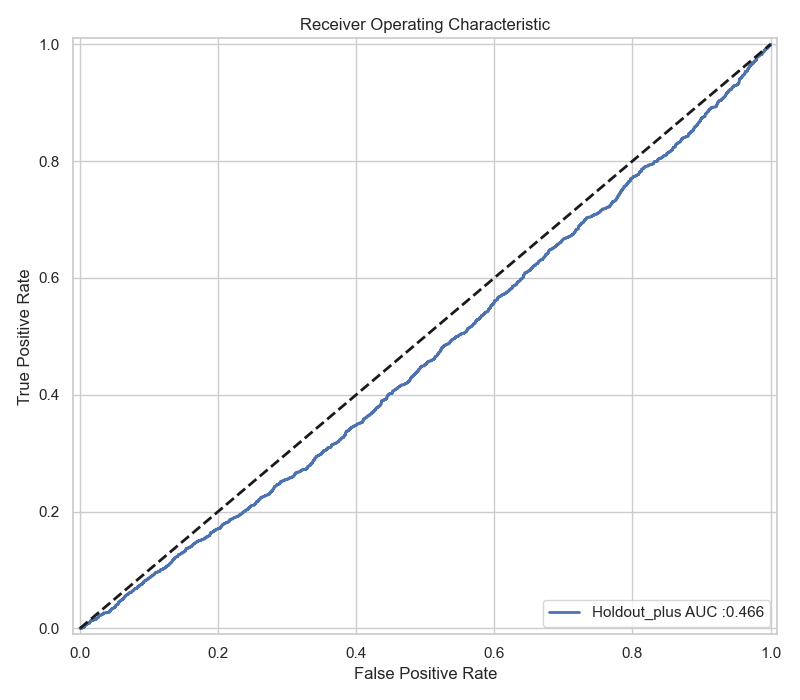 Receiver Operating Characteristic
1.0
0.8
0.6
0.4
0.2
0.0
True Positive Rate
Holdout_plus AUC :0.466
0.0 0.2 0.4 0.6 0.8 1.0
False Positive Rate